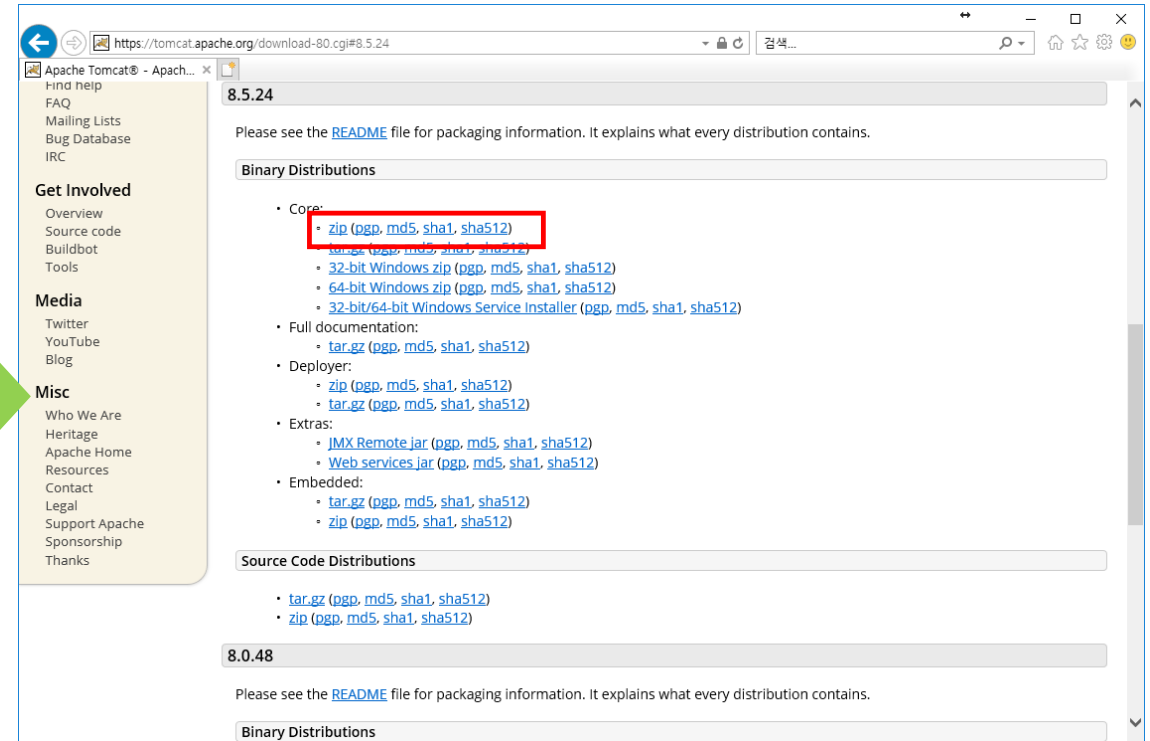 https://tomcat.apache.org/download-80.cgi#8.5.24
검색...
Apache Tomcat® - Apach...
Find help
FAQ
Mailing Lists
Bug Database
IRC
Get Involved
Overview
Source code
Buildbot
Tools
Media
Twitter
YouTube
Blog
Misc
Who We Are
Heritage
Apache Home
Resources
Contact
Legal
Support Apache
Sponsorship
Thanks
8.5.24
Please see the README file for packaging information. It explains what every distribution contains.
Binary Distributions
• Core:
◦ zip (pgp, md5, sha1, sha512)
◦ tar.gz (pgp, md5, sha1, sha512)
◦ 32-bit Windows zip (pgp, md5, sha1, sha512)
◦ 64-bit Windows zip (pgp, md5, sha1, sha512)
◦ 32-bit/64-bit Windows Service Installer (pgp, md5, sha1, sha512)
• Full documentation:
◦ tar.gz (pgp, md5, sha1, sha512)
• Deployer:
◦ zip (pgp, md5, sha1, sha512)
◦ tar.gz (pgp, md5, sha1, sha512)
• Extras:
◦ JMX Remote jar (pgp, md5, sha1, sha512)
◦ Web services jar (pgp, md5, sha1, sha512)
• Embedded:
◦ tar.gz (pgp, md5, sha1, sha512)
◦ zip (pgp, md5, sha1, sha512)
Source Code Distributions
• tar.gz (pgp, md5, sha1, sha512)
• zip (pgp, md5, sha1, sha512)
8.0.48
Please see the README file for packaging information. It explains what every distribution contains.
Binary Distributions